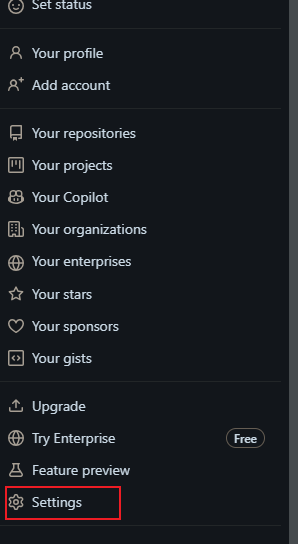 Set status
Your profile
Add account
Your repositories
Your projects
Your Copilot
Your organizations
Your enterprises
Your stars
Your sponsors
Your gists
Upgrade
Try Enterprise Free
Feature preview
Settings